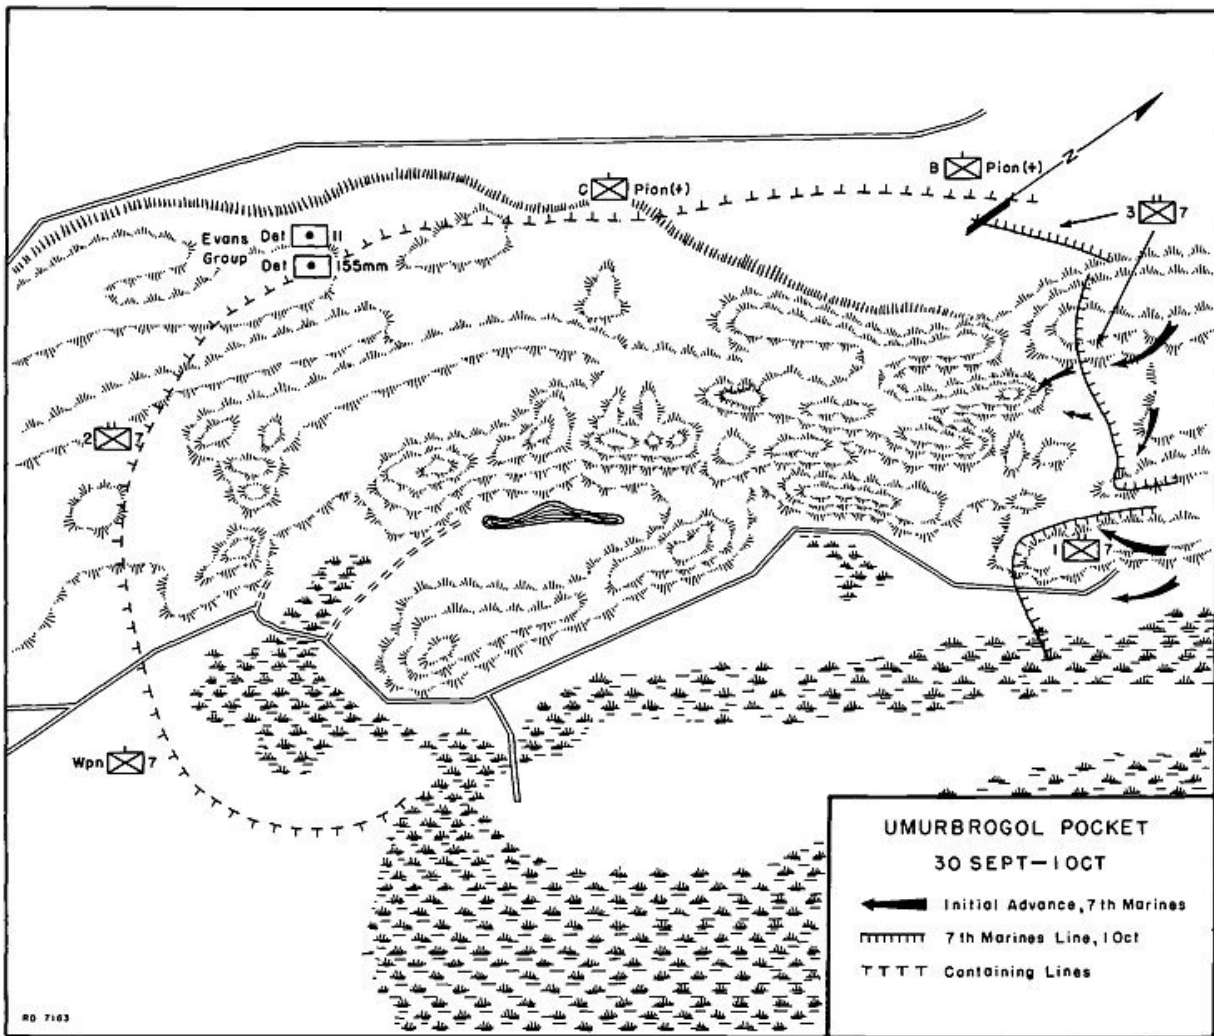 B Pion(+)
N
C Pion(+)
3 7
Evans Det 11
Group Det 155mm
2 7
1 7
Wpn 7
UMURBROGOL POCKET
30 SEPT—1 OCT
Initial Advance, 7th Marines
7th Marines Line, 1 Oct
Containing Lines
RD 7163